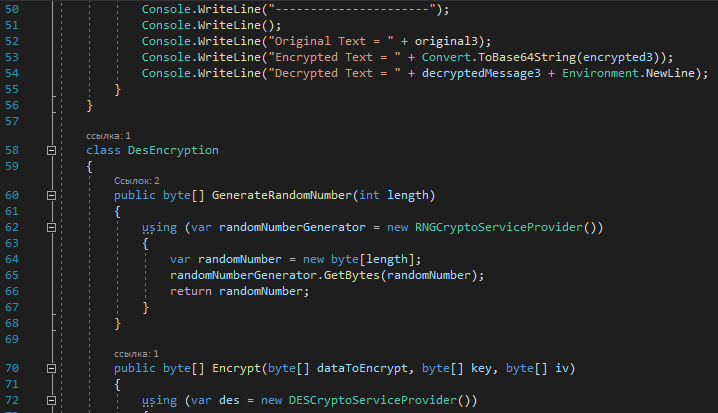 50 Console.WriteLine("----------------------");
51 Console.WriteLine();
52 Console.WriteLine("Original Text = " + original3);
53 Console.WriteLine("Encrypted Text = " + Convert.ToBase64String(encrypted3));
54 Console.WriteLine("Decrypted Text = " + decryptedMessage3 + Environment.NewLine);
55 }
56 }
57
ссылка: 1
58 class DesEncryption
59 {
Ссылок: 2
60 public byte[] GenerateRandomNumber(int length)
61 {
62 using (var randomNumberGenerator = new RNGCryptoServiceProvider())
63 {
64 var randomNumber = new byte[length];
65 randomNumberGenerator.GetBytes(randomNumber);
66 return randomNumber;
67 }
68 }
69
ссылка: 1
70 public byte[] Encrypt(byte[] dataToEncrypt, byte[] key, byte[] iv)
71 {
72 using (var des = new DESCryptoServiceProvider())